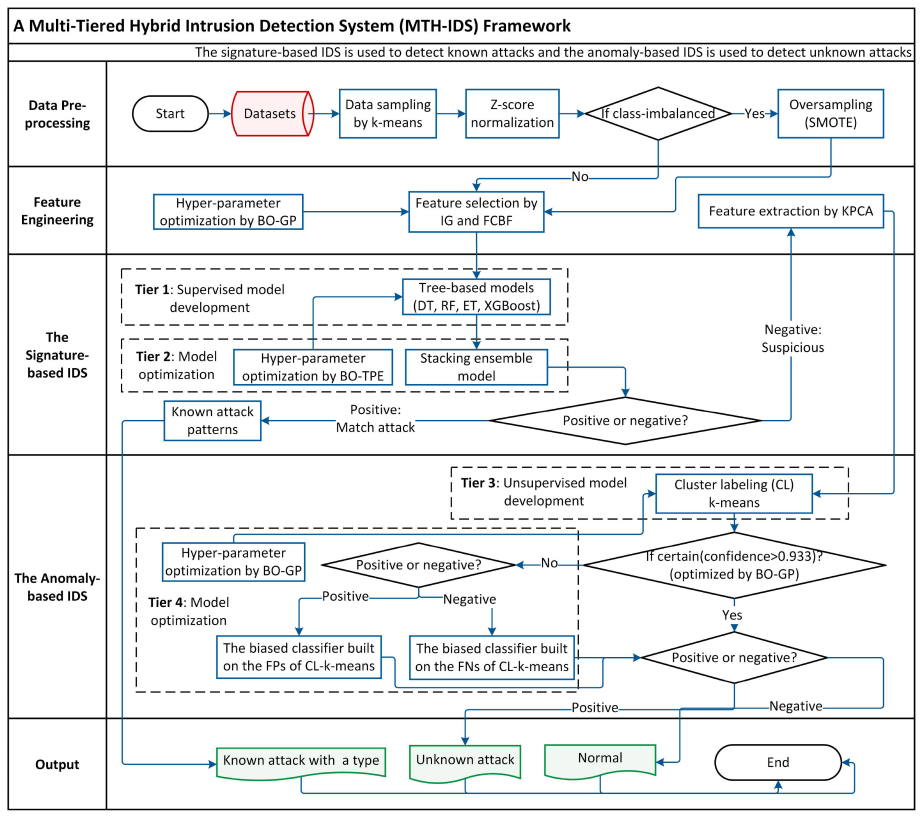 A Multi-Tiered Hybrid Intrusion Detection System (MTH-IDS) Framework
The signature-based IDS is used to detect known attacks and the anomaly-based IDS is used to detect unknown attacks
Data Pre-
processing
Start
Datasets
Data sampling
by k-means
Z-score
normalization
If class-imbalanced
Yes
Oversampling
(SMOTE)
No
Feature
Engineering
Hyper-parameter
optimization by BO-GP
Feature selection by
IG and FCBF
Feature extraction by KPCA
The
Signature-
based IDS
Tier 1: Supervised model
development
Tree-based models
(DT, RF, ET, XGBoost)
Tier 2: Model
optimization
Hyper-parameter
optimization by BO-TPE
Stacking ensemble
model
Negative:
Suspicious
Known attack
patterns
Positive:
Match attack
Positive or negative?
The Anomaly-
based IDS
Tier 3: Unsupervised model
development
Cluster labeling (CL)
k-means
Hyper-parameter
optimization by BO-GP
Positive or negative?
No
If certain(confidence>0.933)?
(optimized by BO-GP)
Tier 4: Model
optimization
Positive
Negative
Yes
The biased classifier built
on the FPs of CL-k-means
The biased classifier built
on the FNs of CL-k-means
Positive or negative?
Positive
Negative
Output
Known attack with a type
Unknown attack
Normal
End